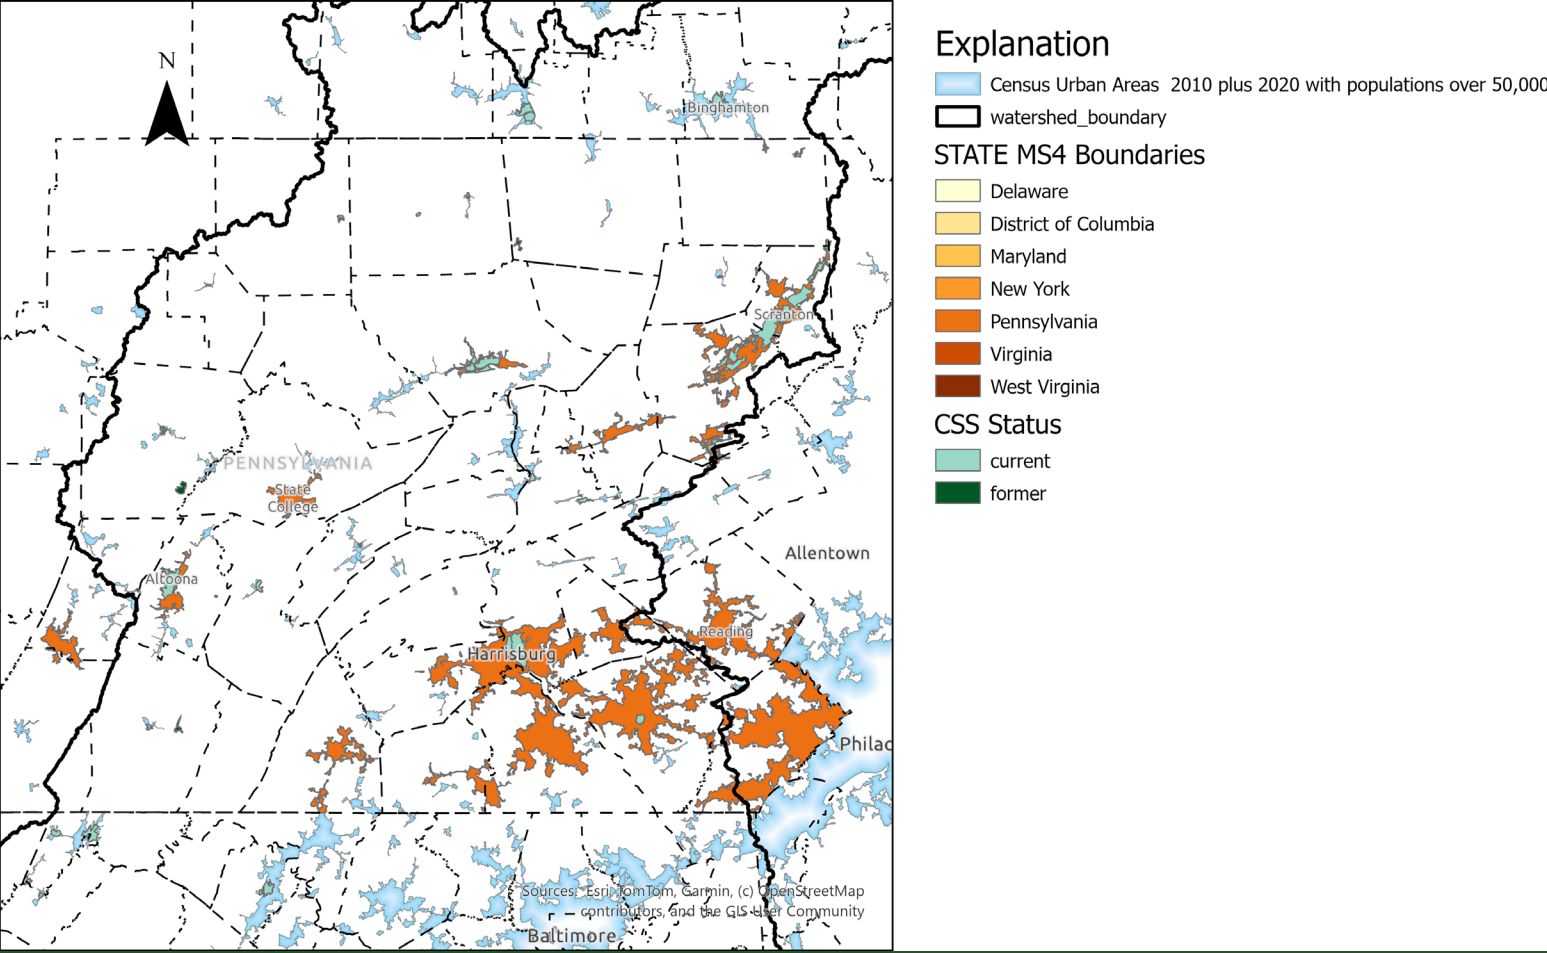 N
Binghamton
Scranton
PENNSYLVANIA
State
College
Allentown
Altoona
Reading
Harrisburg
Philad
Sources: Esri, TomTom, Garmin, (c) OpenStreetMap
contributors, and the GIS User Community
Baltimore
Explanation
Census Urban Areas 2010 plus 2020 with populations over 50,000
watershed_boundary
STATE MS4 Boundaries
Delaware
District of Columbia
Maryland
New York
Pennsylvania
Virginia
West Virginia
CSS Status
current
former